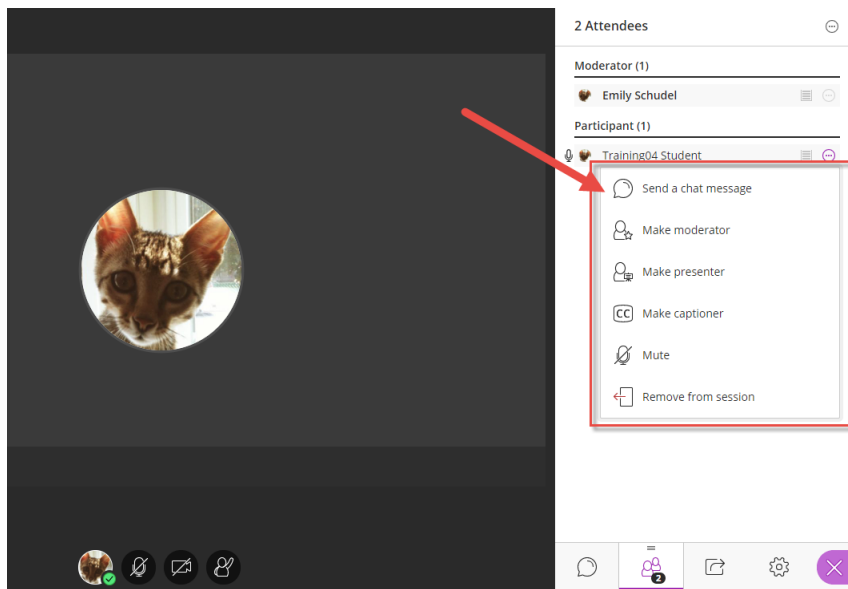 2 Attendees
Moderator (1)
Emily Schudel
Participant (1)
Training04 Student
Send a chat message
Make moderator
Make presenter
CC Make captioner
Mute
Remove from session
2